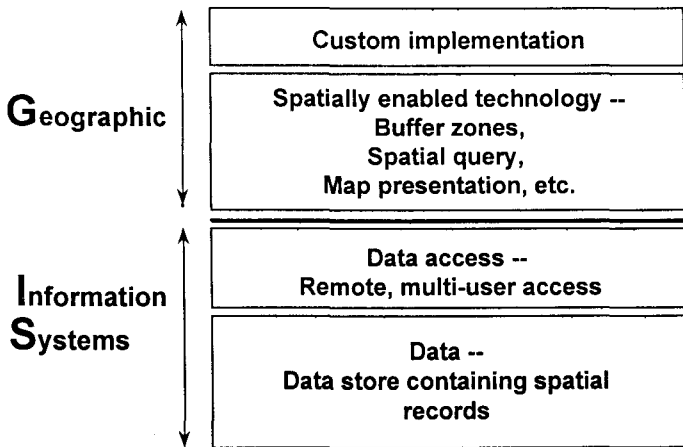 Custom implementation
Geographic
Spatially enabled technology --
Buffer zones,
Spatial query,
Map presentation, etc.
Information
Systems
Data access --
Remote, multi-user access
Data --
Data store containing spatial
records